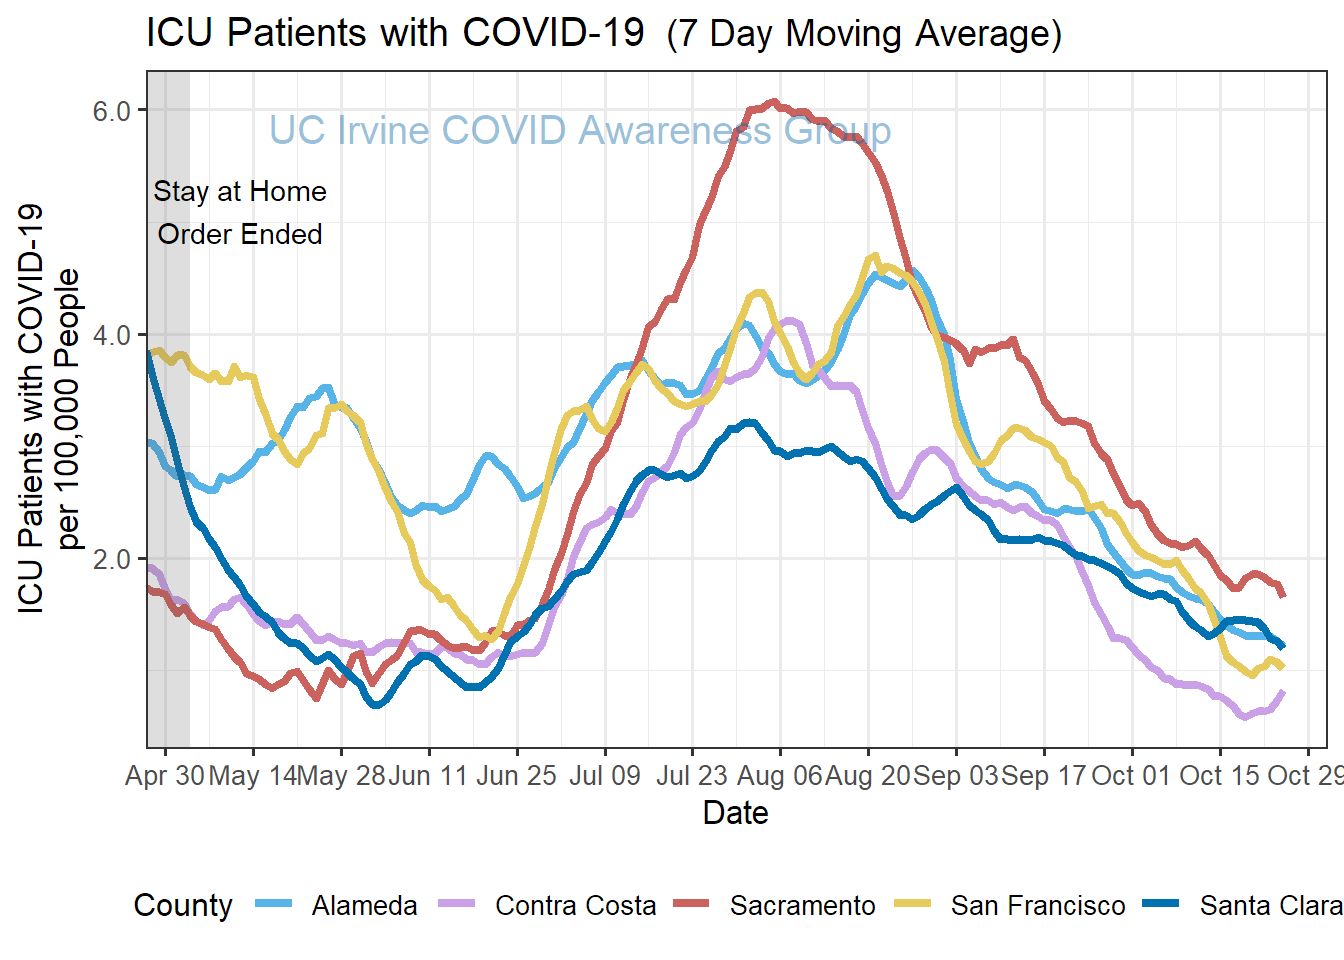 ICU Patients with COVID-19 (7 Day Moving Average)
6.0
4.0
2.0
ICU Patients with COVID-19
per 100,000 People
UC Irvine COVID Awareness Group
Stay at Home
Order Ended
Apr 30 May 14 May 28 Jun 11 Jun 25 Jul 09 Jul 23 Aug 06 Aug 20 Sep 03 Sep 17 Oct 01 Oct 15 Oct 29
Date
County Alameda Contra Costa Sacramento San Francisco Santa Clara